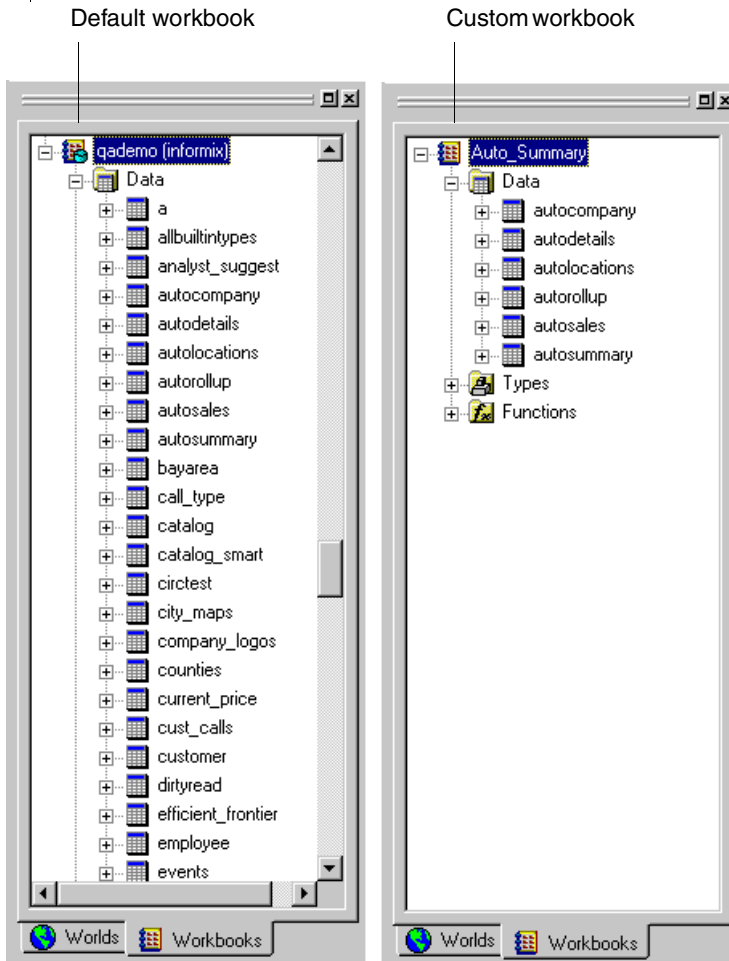 Default workbook
Custom workbook
qademo (informix)
Data
a
allbuiltintypes
analyst_suggest
autocompany
autodetails
autolocations
autorollup
autosales
autosummary
bayarea
call_type
catalog
catalog_smart
circtest
city_maps
company_logos
counties
current_price
cust_calls
customer
dirtyread
efficient_frontier
employee
events
Worlds
Workbooks
Auto_Summary
Data
autocompany
autodetails
autolocations
autorollup
autosales
autosummary
Types
Functions
Worlds
Workbooks